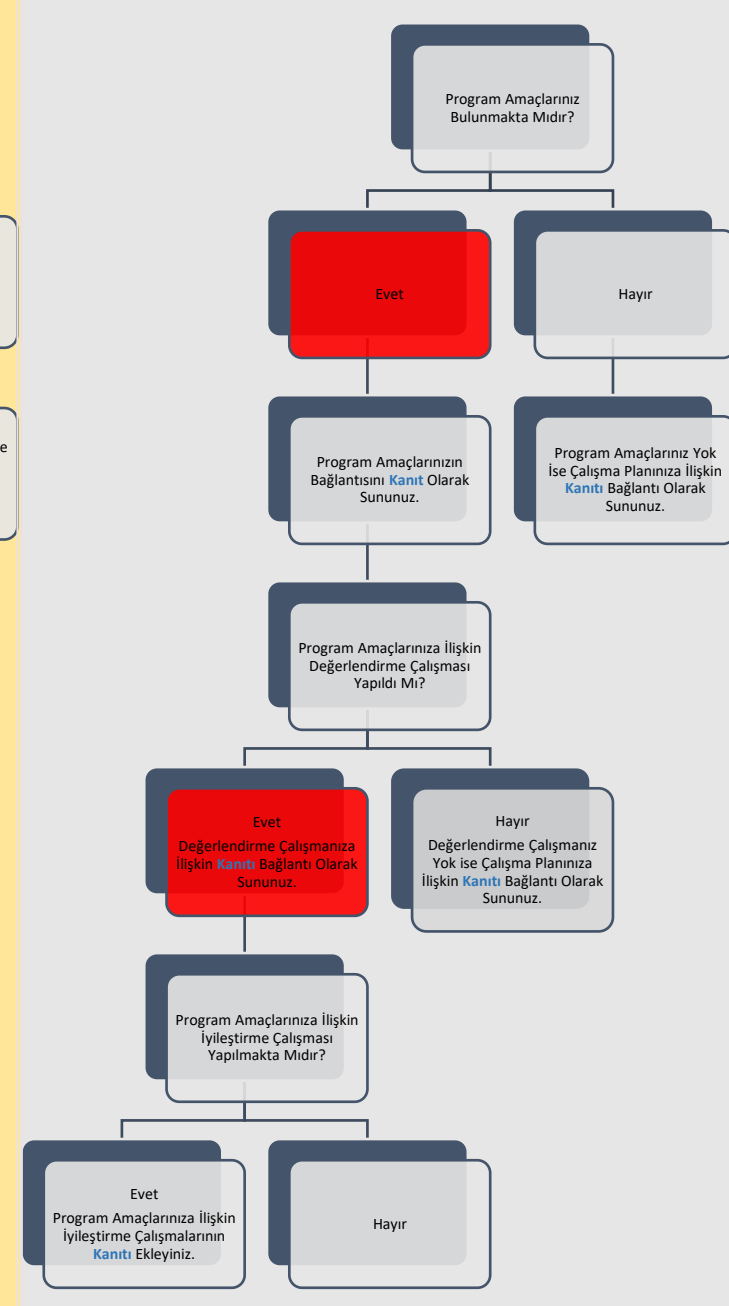 Program Amaçlarınız
Bulunmakta Mıdır?
Evet
Hayır
Program Amaçlarınızın
Bağlantısını Kanıt Olarak
Sununuz.
Program Amaçlarınız Yok
İse Çalışma Planınıza İlişkin
Kanıtı Bağlantı Olarak
Sununuz.
e
Program Amaçlarınıza İlişkin
Değerlendirme Çalışması
Yapıldı Mı?
Evet
Değerlendirme Çalışmanıza
İlişkin Kanıtı Bağlantı Olarak
Sununuz.
Hayır
Değerlendirme Çalışmanız
Yok ise Çalışma Planınıza
İlişkin Kanıtı Bağlantı Olarak
Sununuz.
Program Amaçlarınıza İlişkin
İyileştirme Çalışması
Yapılmakta Mıdır?
Evet
Program Amaçlarınıza İlişkin
İyileştirme Çalışmalarının
Kanıtı Ekleyiniz.
Hayır